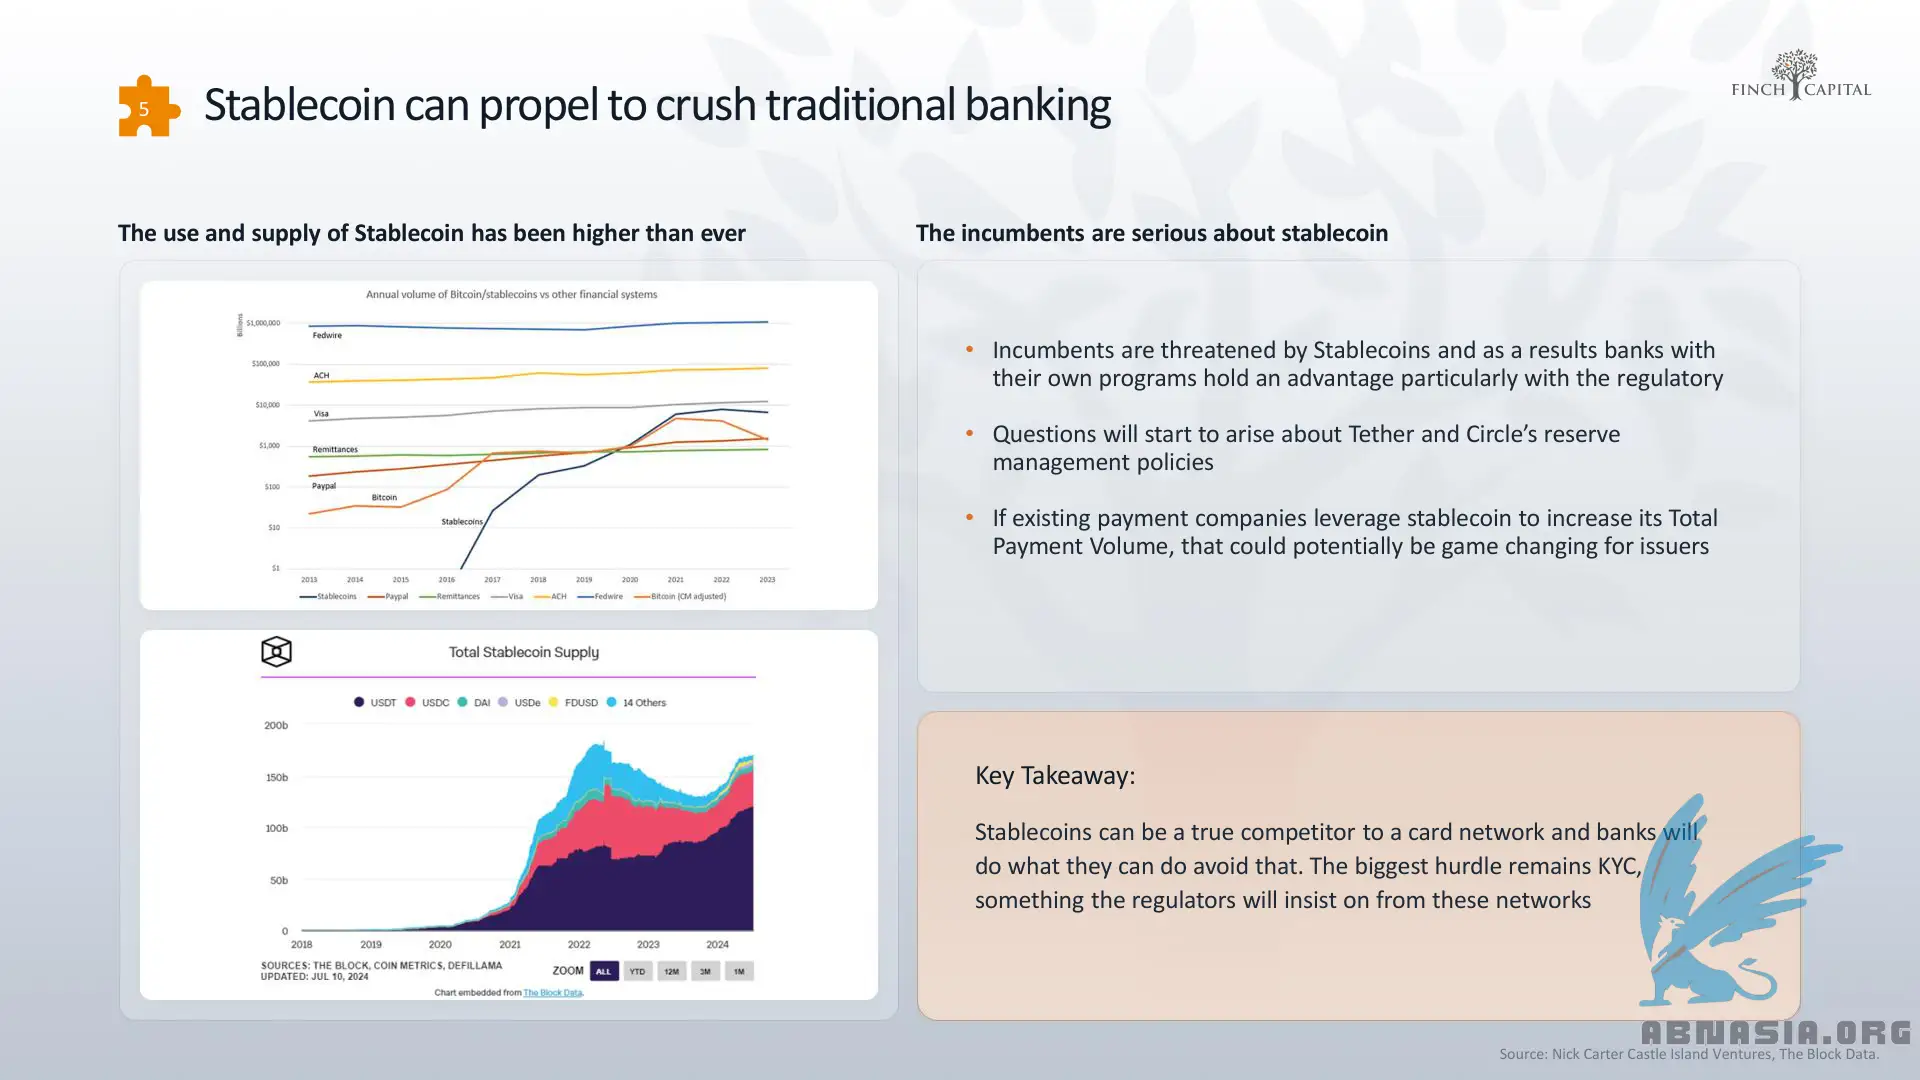 5
Stablecoin can propel to crush traditional banking
FINCH CAPITAL
The use and supply of Stablecoin has been higher than ever
Annual volume of Bitcoin/stablecoins vs other financial systems
Billions
$1,000,000
$100,000
$10,000
$1,000
$100
$10
$1
Fedwire
ACH
Visa
Remittances
Paypal
Bitcoin
Stablecoins
2013 2014 2015 2016 2017 2018 2019 2020 2021 2022 2023
Stablecoins Paypal Remittances Visa ACH Fedwire Bitcoin (CM adjusted)
Total Stablecoin Supply
USDT USDC DAI USDe FDUSD 14 Others
200b
150b
100b
50b
0
2018 2019 2020 2021 2022 2023 2024
SOURCES: THE BLOCK, COIN METRICS, DEFILLAMA
UPDATED: JUL 10, 2024
ZOOM ALL YTD 12M 3M 1M
Chart embedded from The Block Data.
The incumbents are serious about stablecoin
• Incumbents are threatened by Stablecoins and as a results banks with
their own programs hold an advantage particularly with the regulatory
• Questions will start to arise about Tether and Circle’s reserve
management policies
• If existing payment companies leverage stablecoin to increase its Total
Payment Volume, that could potentially be game changing for issuers
Key Takeaway:
Stablecoins can be a true competitor to a card network and banks will
do what they can do avoid that. The biggest hurdle remains KYC,
something the regulators will insist on from these networks
ABNASIA.ORG
Source: Nick Carter Castle Island Ventures, The Block Data.